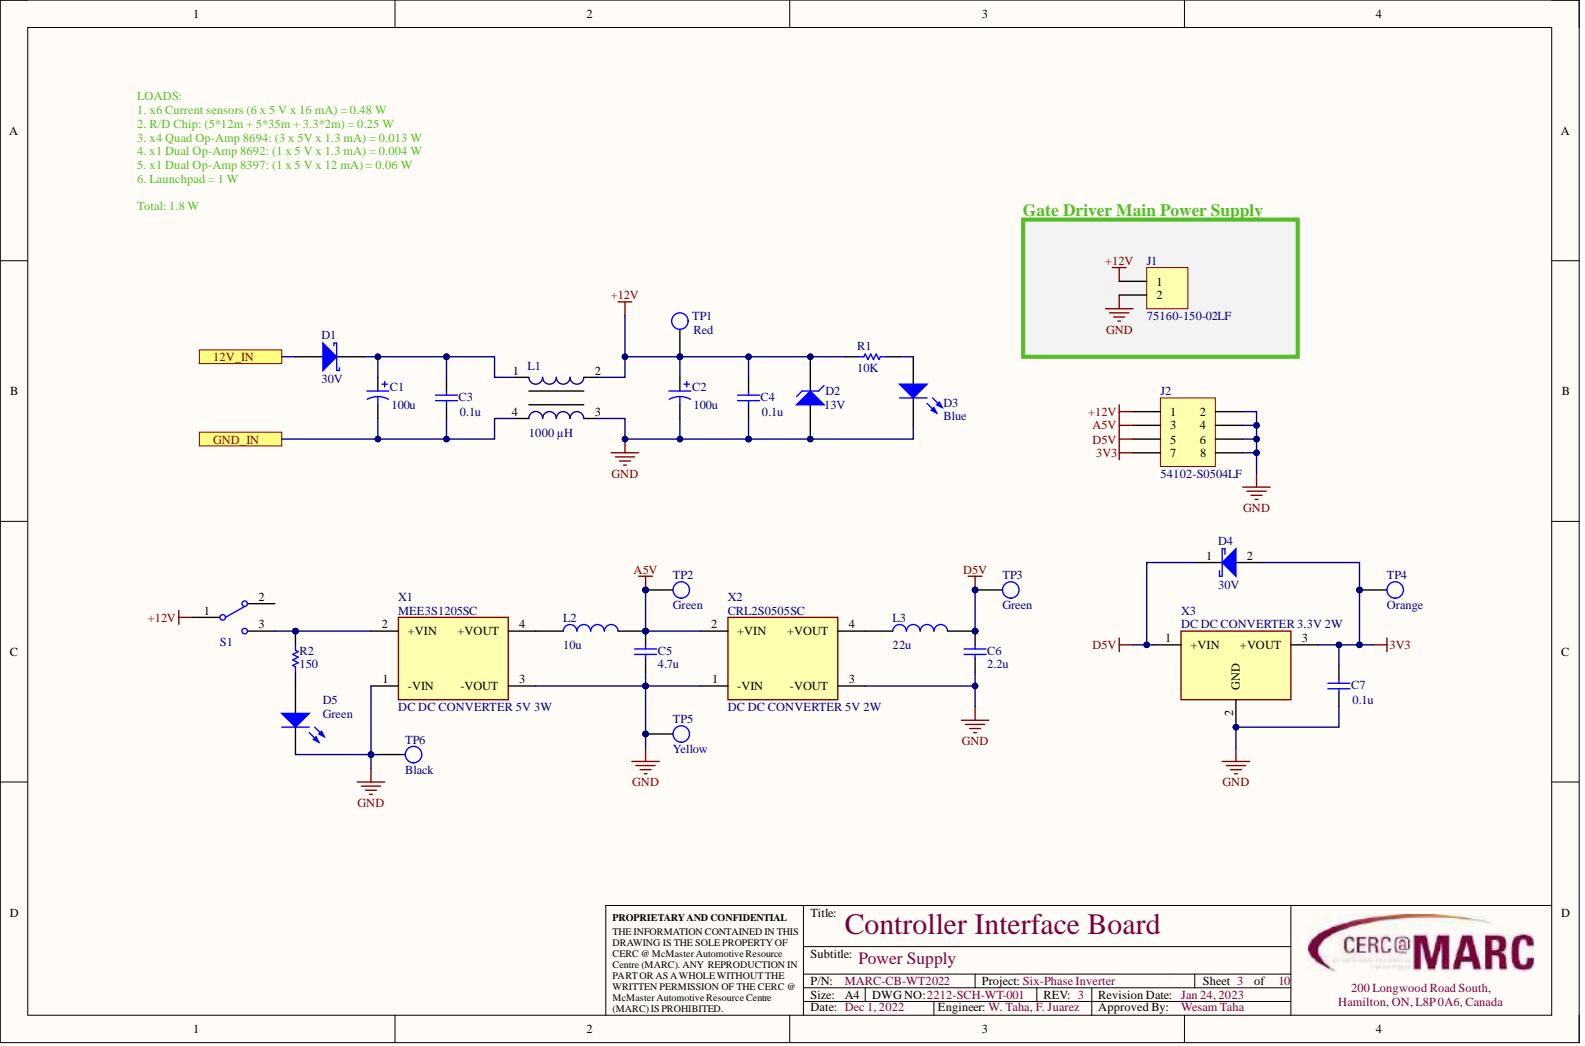 1 2 3 4
A A
B B
C C
D D
LOADS:
1. x6 Current sensors (6 x 5 V x 16 mA) = 0.48 W
2. R/D Chip: (5*12m + 5*35m + 3.3*2m) = 0.25 W
3. x4 Quad Op-Amp 8694: (3 x 5V x 1.3 mA) = 0.013 W
4. x1 Dual Op-Amp 8692: (1 x 5 V x 1.3 mA) = 0.004 W
5. x1 Dual Op-Amp 8397: (1 x 5 V x 12 mA) = 0.06 W
6. Launchpad = 1 W
Total: 1.8 W
Gate Driver Main Power Supply
+12V J1
1
2
GND
75160-150-02LF
12V_IN
GND_IN
D1
30V
C1
100u
C3
0.1u
L1
1 2
4 3
1000 µH
+12V
GND
TP1
Red
C2
100u
C4
0.1u
D2
13V
R1
10K
D3
Blue
J2
+12V 1 2
A5V 3 4
D5V 5 6
3V3 7 8
54102-S0504LF
GND
+12V
1 2
3
S1
R2
150
D5
Green
TP6
Black
GND
X1
MEE3S1205SC
2 +VIN +VOUT 4
1 -VIN -VOUT 3
DC DC CONVERTER 5V 3W
L2
10u
A5V
TP2
Green
C5
4.7u
TP5
Yellow
GND
X2
CRL2S0505SC
2 +VIN +VOUT 4
1 -VIN -VOUT 3
DC DC CONVERTER 5V 2W
L3
22u
D5V
TP3
Green
C6
2.2u
GND
D4
1 2
30V
TP4
Orange
X3
DC DC CONVERTER 3.3V 2W
D5V 1 +VIN +VOUT 3 3V3
GND
2
C7
0.1u
GND
PROPRIETARY AND CONFIDENTIAL
THE INFORMATION CONTAINED IN THIS
DRAWING IS THE SOLE PROPERTY OF
CERC @ McMaster Automotive Resource
Centre (MARC). ANY REPRODUCTION IN
PART OR AS A WHOLE WITHOUT THE
WRITTEN PERMISSION OF THE CERC @
McMaster Automotive Resource Centre
(MARC) IS PROHIBITED.
Title: Controller Interface Board
Subtitle: Power Supply
P/N: MARC-CB-WT2022 Project: Six-Phase Inverter Sheet 3 of 10
Size: A4 DWG NO: 2212-SCH-WT-001 REV: 3 Revision Date: Jan 24, 2023
Date: Dec 1, 2022 Engineer: W. Taha, F. Juarez Approved By: Wesam Taha
CERC@MARC
200 Longwood Road South,
Hamilton, ON, L8P 0A6, Canada
1 2 3 4